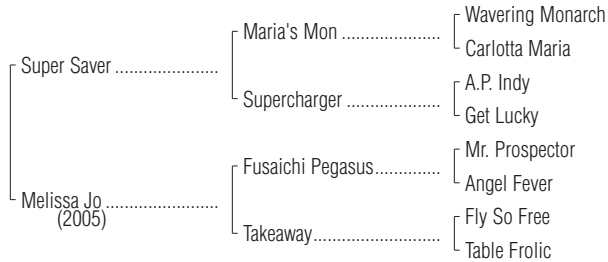 Wavering Monarch
Maria's Mon ....................
Carlotta Maria
Super Saver .....................
A.P. Indy
Supercharger ...................
Get Lucky
Mr. Prospector
Fusaichi Pegasus.............
Angel Fever
Melissa Jo .......................
(2005)
Fly So Free
Takeaway..........................
Table Frolic